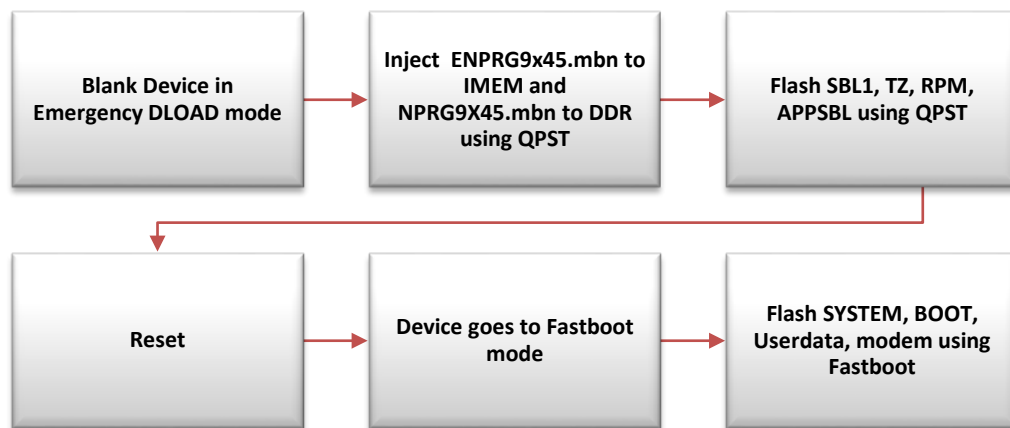 Blank Device in
Emergency DLOAD mode
Inject ENPRG9x45.mbn to
IMEM and
NPRG9X45.mbn to DDR
using QPST
Flash SBL1, TZ, RPM,
APPSBL using QPST
Reset
Device goes to Fastboot
mode
Flash SYSTEM, BOOT,
Userdata, modem using
Fastboot